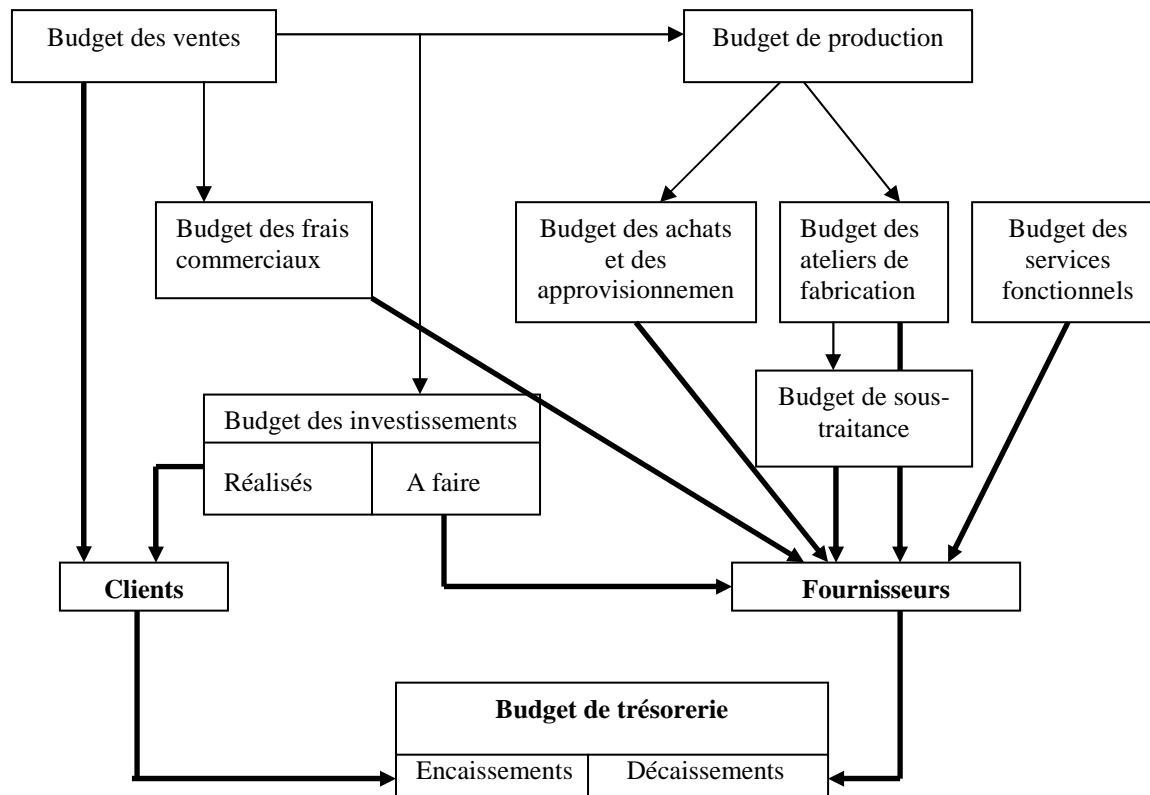 Budget des ventes
Budget de production
Budget des frais
commerciaux
Budget des achats
et des
approvisionnemen
Budget des
ateliers de
fabrication
Budget des
services
fonctionnels
Budget de sous-
traitance
Budget des investissements
Réalisés
A faire
Clients
Fournisseurs
Budget de trésorerie
Encaissements
Décaissements